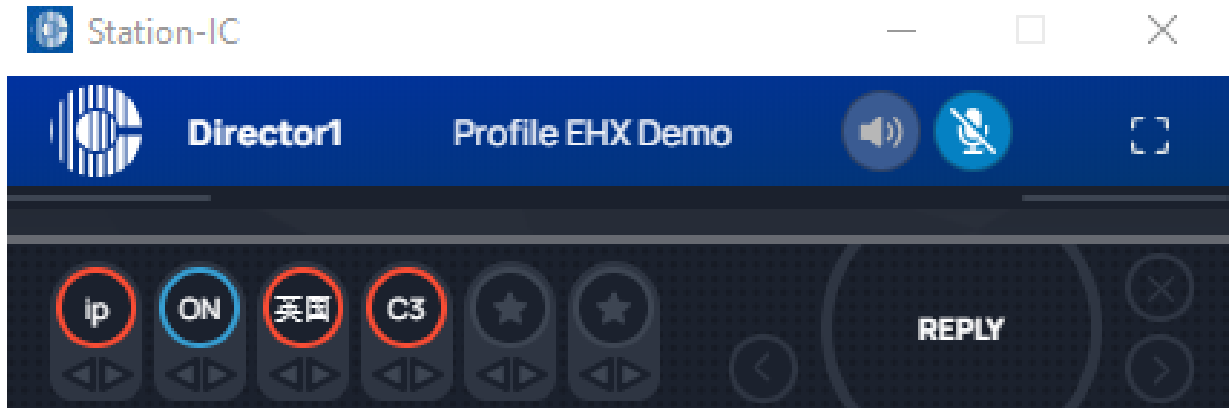 Station-IC
Director1 Profile EHX Demo
ip ON 英国 C3
REPLY